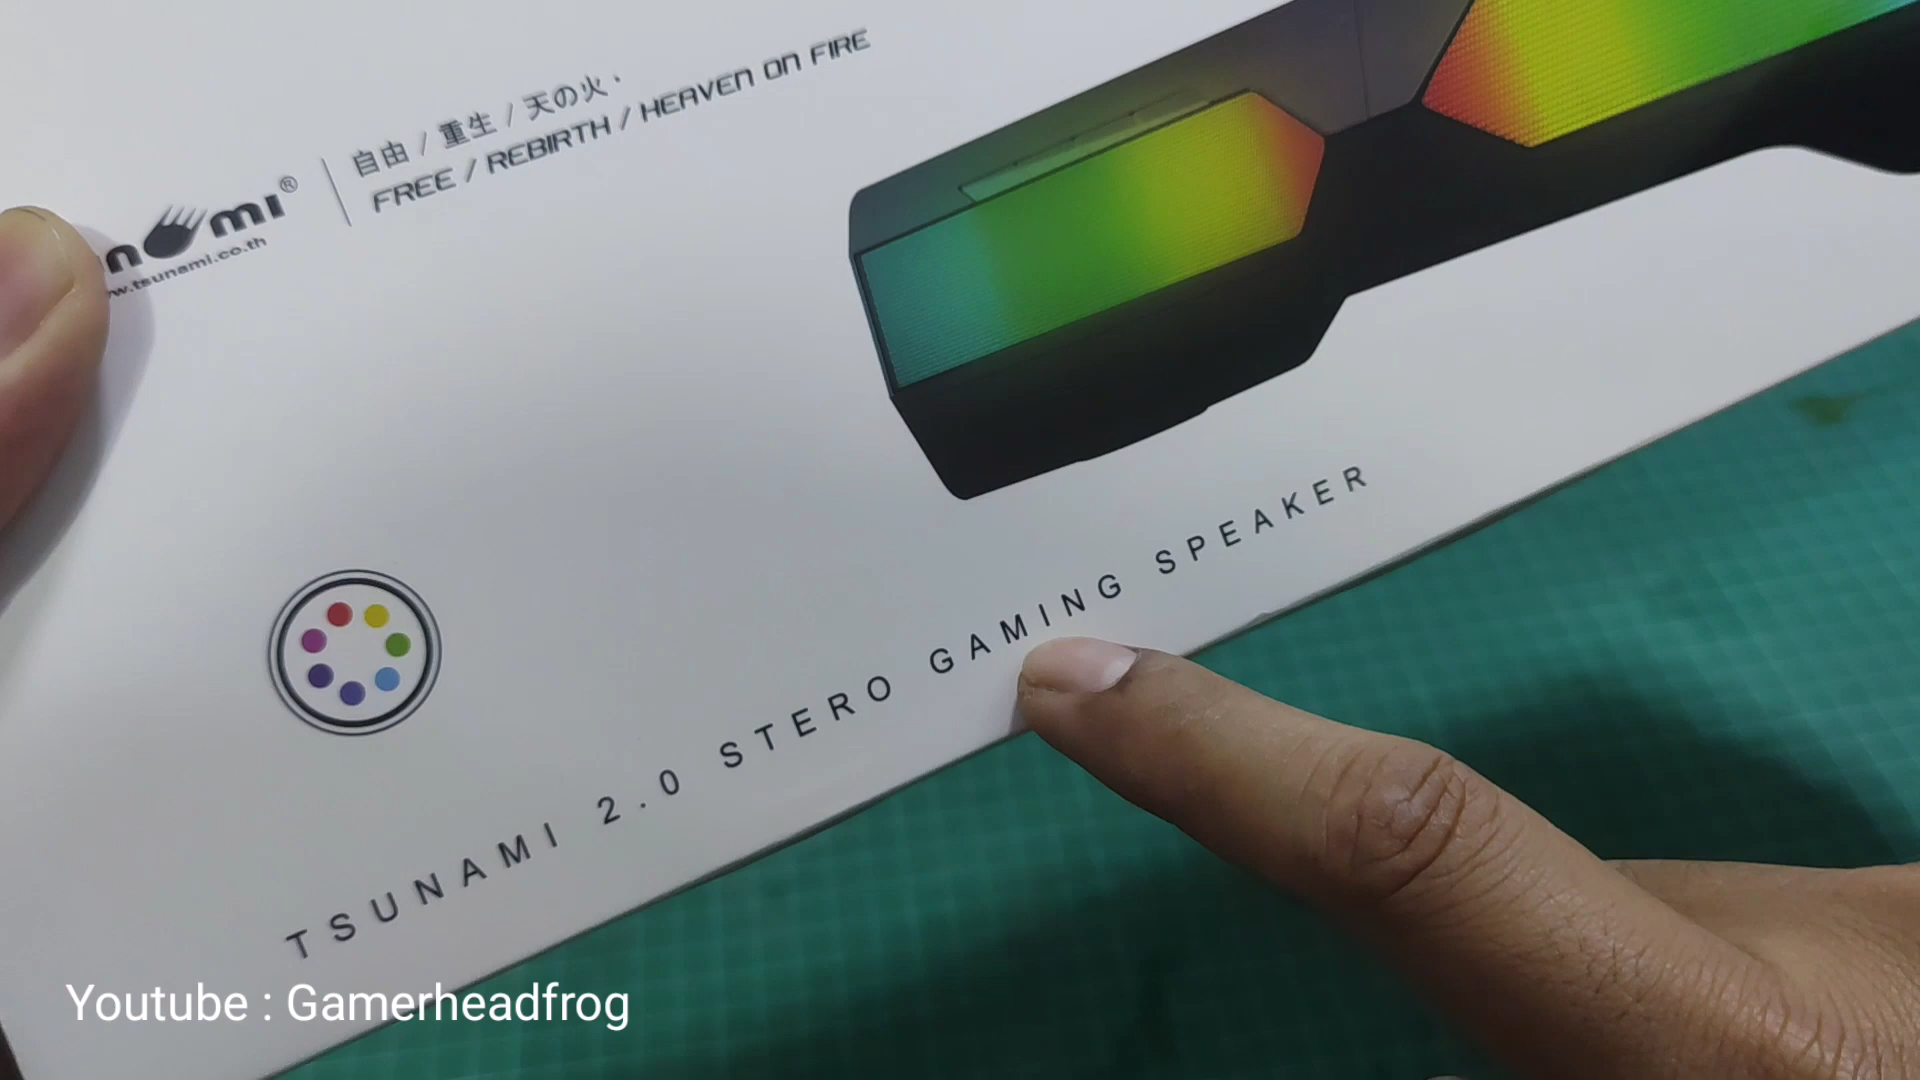 自由 / 重生 / 天の火、
FREE / REBIRTH / HEAVEN ON FIRE
®
.tsunami.co.th
TSUNAMI 2.0 STERO GAMING SPEAKER
Youtube : Gamerheadfrog